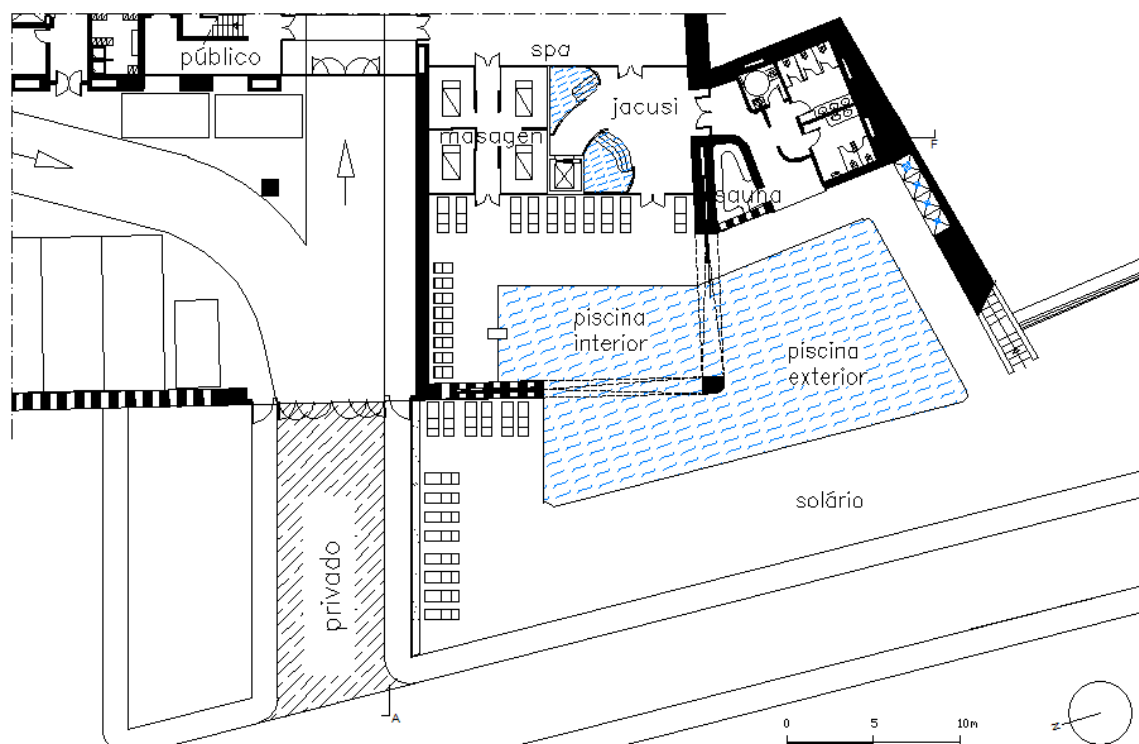 spa
público
jacusi
masagen
F
sauna
piscina
interior
piscina
exterior
solário
privado
A
0 5 10m
N